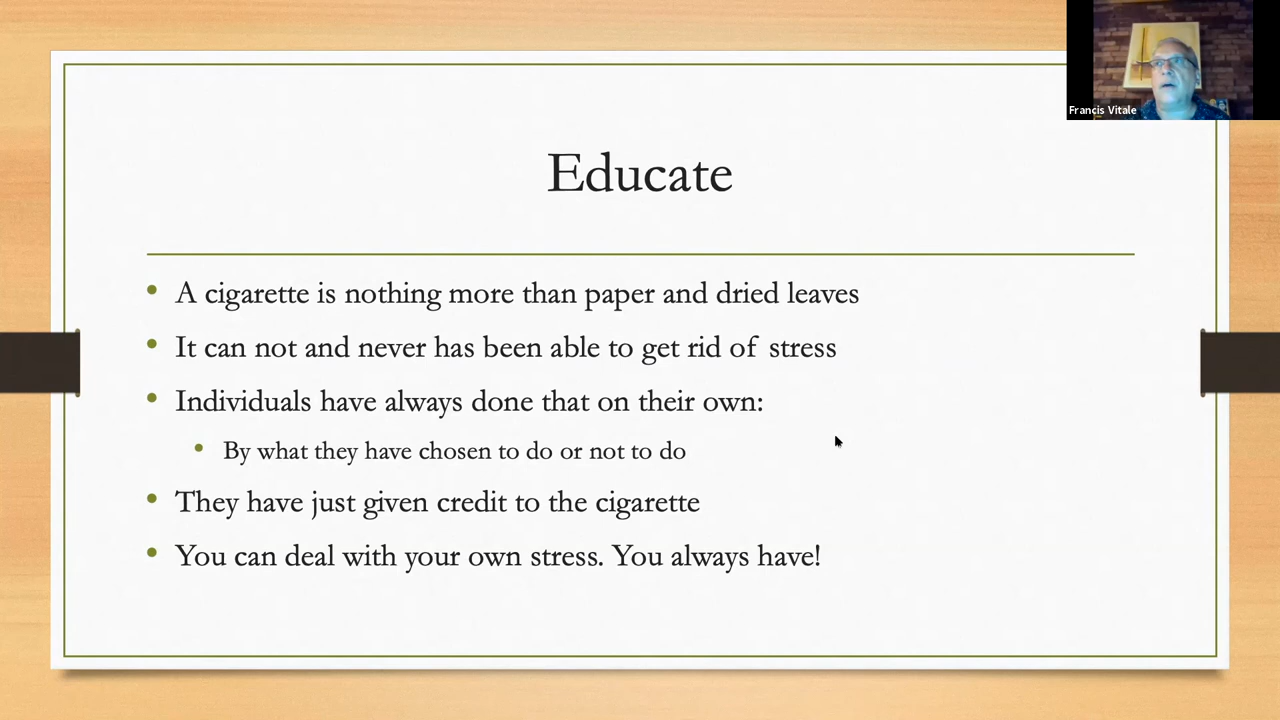 Francis Vitale
Educate
• A cigarette is nothing more than paper and dried leaves
• It can not and never has been able to get rid of stress
• Individuals have always done that on their own:
• By what they have chosen to do or not to do
• They have just given credit to the cigarette
• You can deal with your own stress. You always have!